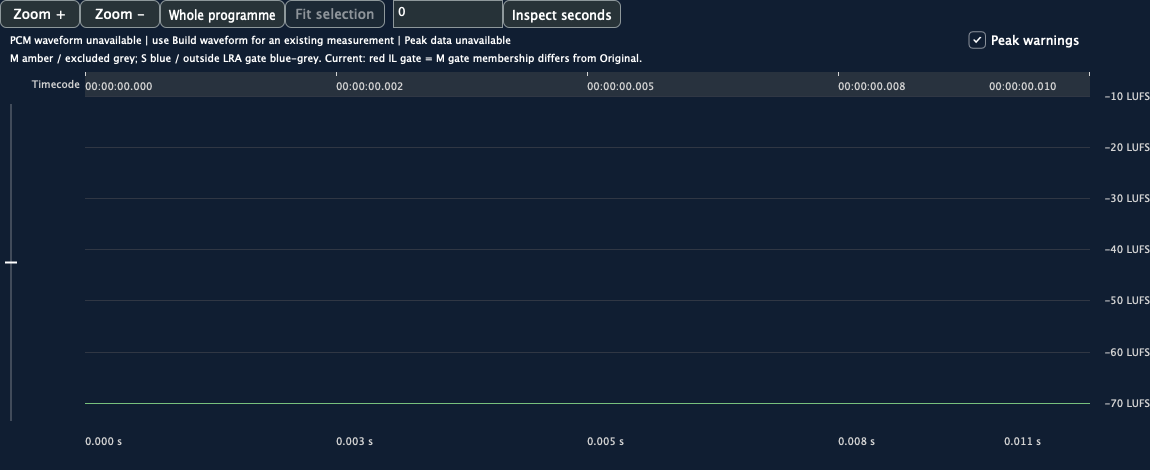 Zoom + Zoom − Whole programme Fit selection 0 Inspect seconds
PCM waveform unavailable | use Build waveform for an existing measurement | Peak data unavailable
Peak warnings
M amber / excluded grey; S blue / outside LRA gate blue-grey. Current: red IL gate = M gate membership differs from Original.
Timecode 00:00:00.000 00:00:00.002 00:00:00.005 00:00:00.008 00:00:00.010
−10 LUFS
−20 LUFS
−30 LUFS
−40 LUFS
−50 LUFS
−60 LUFS
−70 LUFS
0.000 s 0.003 s 0.005 s 0.008 s 0.011 s